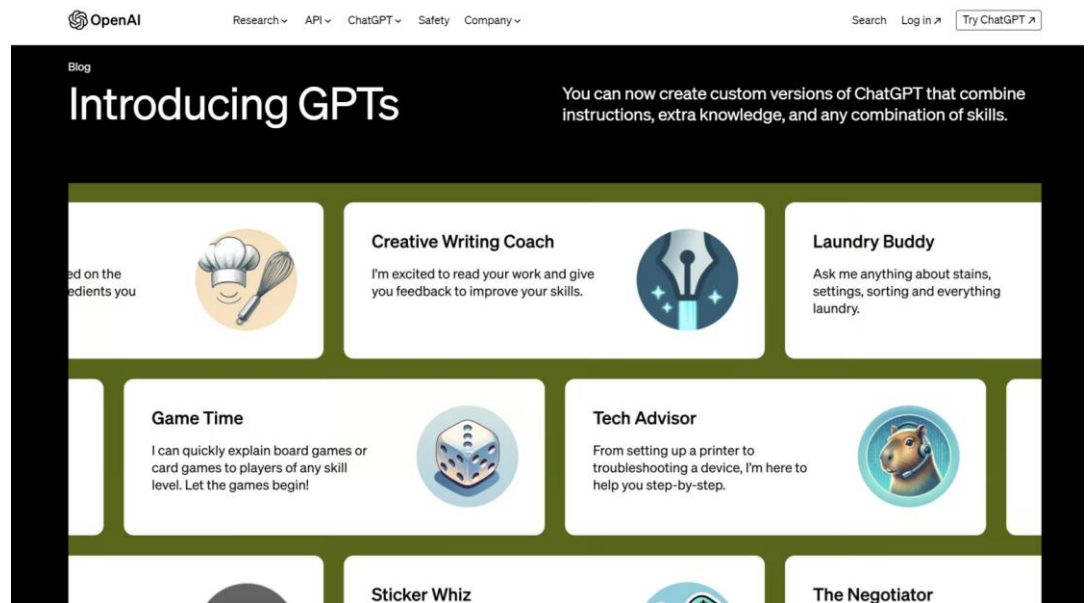 OpenAI
Research API ChatGPT Safety Company
Search Log in Try ChatGPT
Blog
Introducing GPTs
You can now create custom versions of ChatGPT that combine
instructions, extra knowledge, and any combination of skills.
ed on the
edients you
Creative Writing Coach
I'm excited to read your work and give
you feedback to improve your skills.
Laundry Buddy
Ask me anything about stains,
settings, sorting and everything
laundry.
Game Time
I can quickly explain board games or
card games to players of any skill
level. Let the games begin!
Tech Advisor
From setting up a printer to
troubleshooting a device, I'm here to
help you step-by-step.
Sticker Whiz
The Negotiator